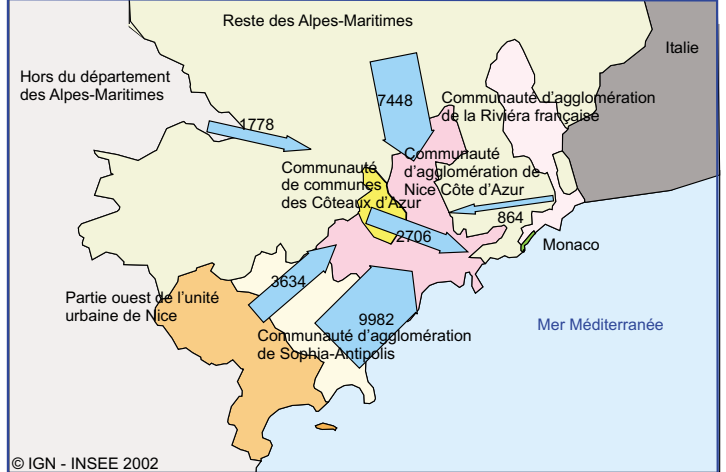 Reste des Alpes-Maritimes
Italie
Hors du département
des Alpes-Maritimes
7448
Communauté d'agglomération
de la Riviéra française
1778
Communauté
de communes
des Côteaux d'Azur
Communauté
d'agglomération de
Nice Côte d'Azur
864
2706
Monaco
3634
Partie ouest de l'unité
urbaine de Nice
9982
Communauté d'agglomération
de Sophia-Antipolis
Mer Méditerranée
© IGN - INSEE 2002